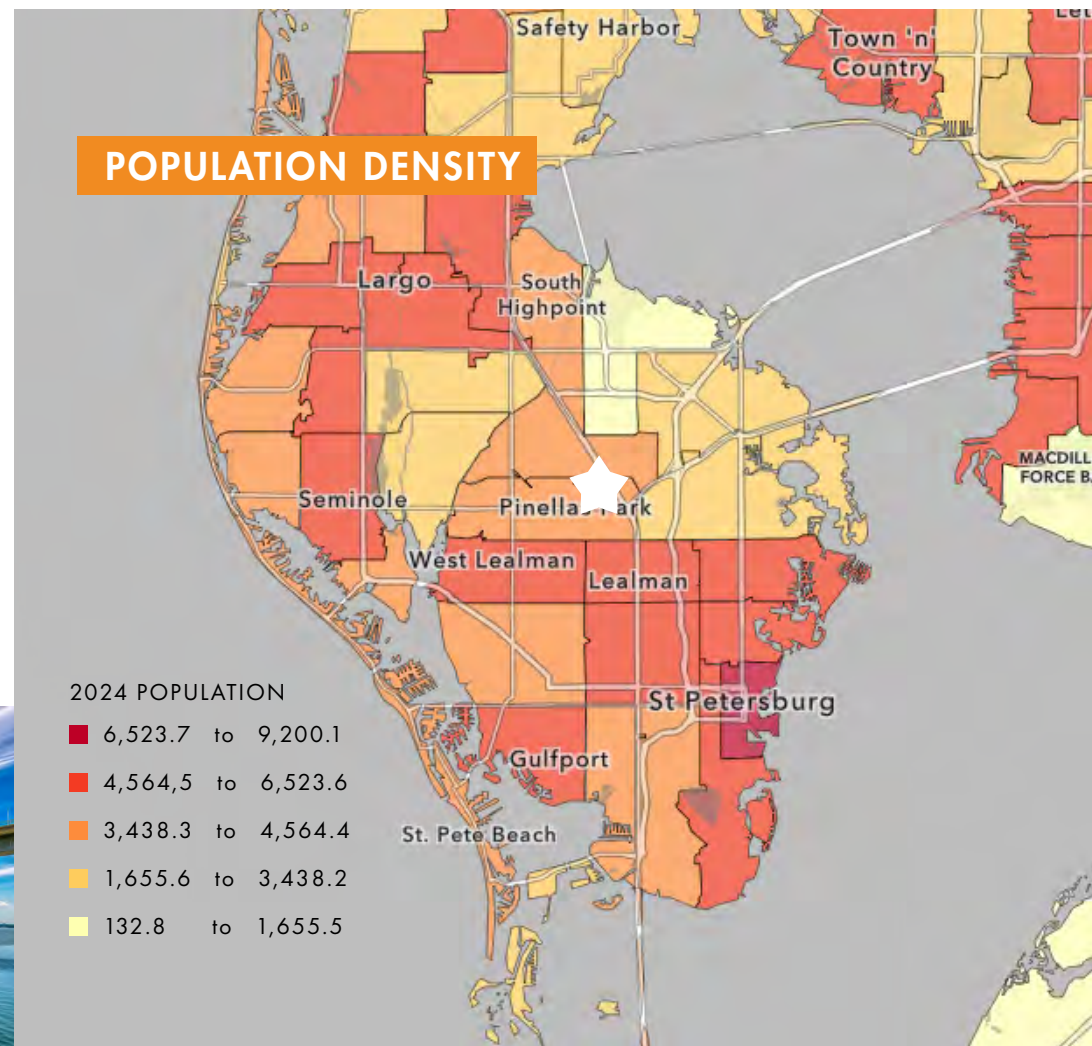 Safety Harbor
Town 'n'
Country
POPULATION DENSITY
Largo
South
Highpoint
MACDILL
Seminole
West Lealman
Lealman
2024 POPULATION
St Petersburg
6,523.7 to 9,200.1
Gulfport
4,564,5 to 6,523.6
3,438.3 to 4,564.4
St. Pete Beach
1,655.6 to 3,438.2
132.8 to 1,655.5
FORCE
Park